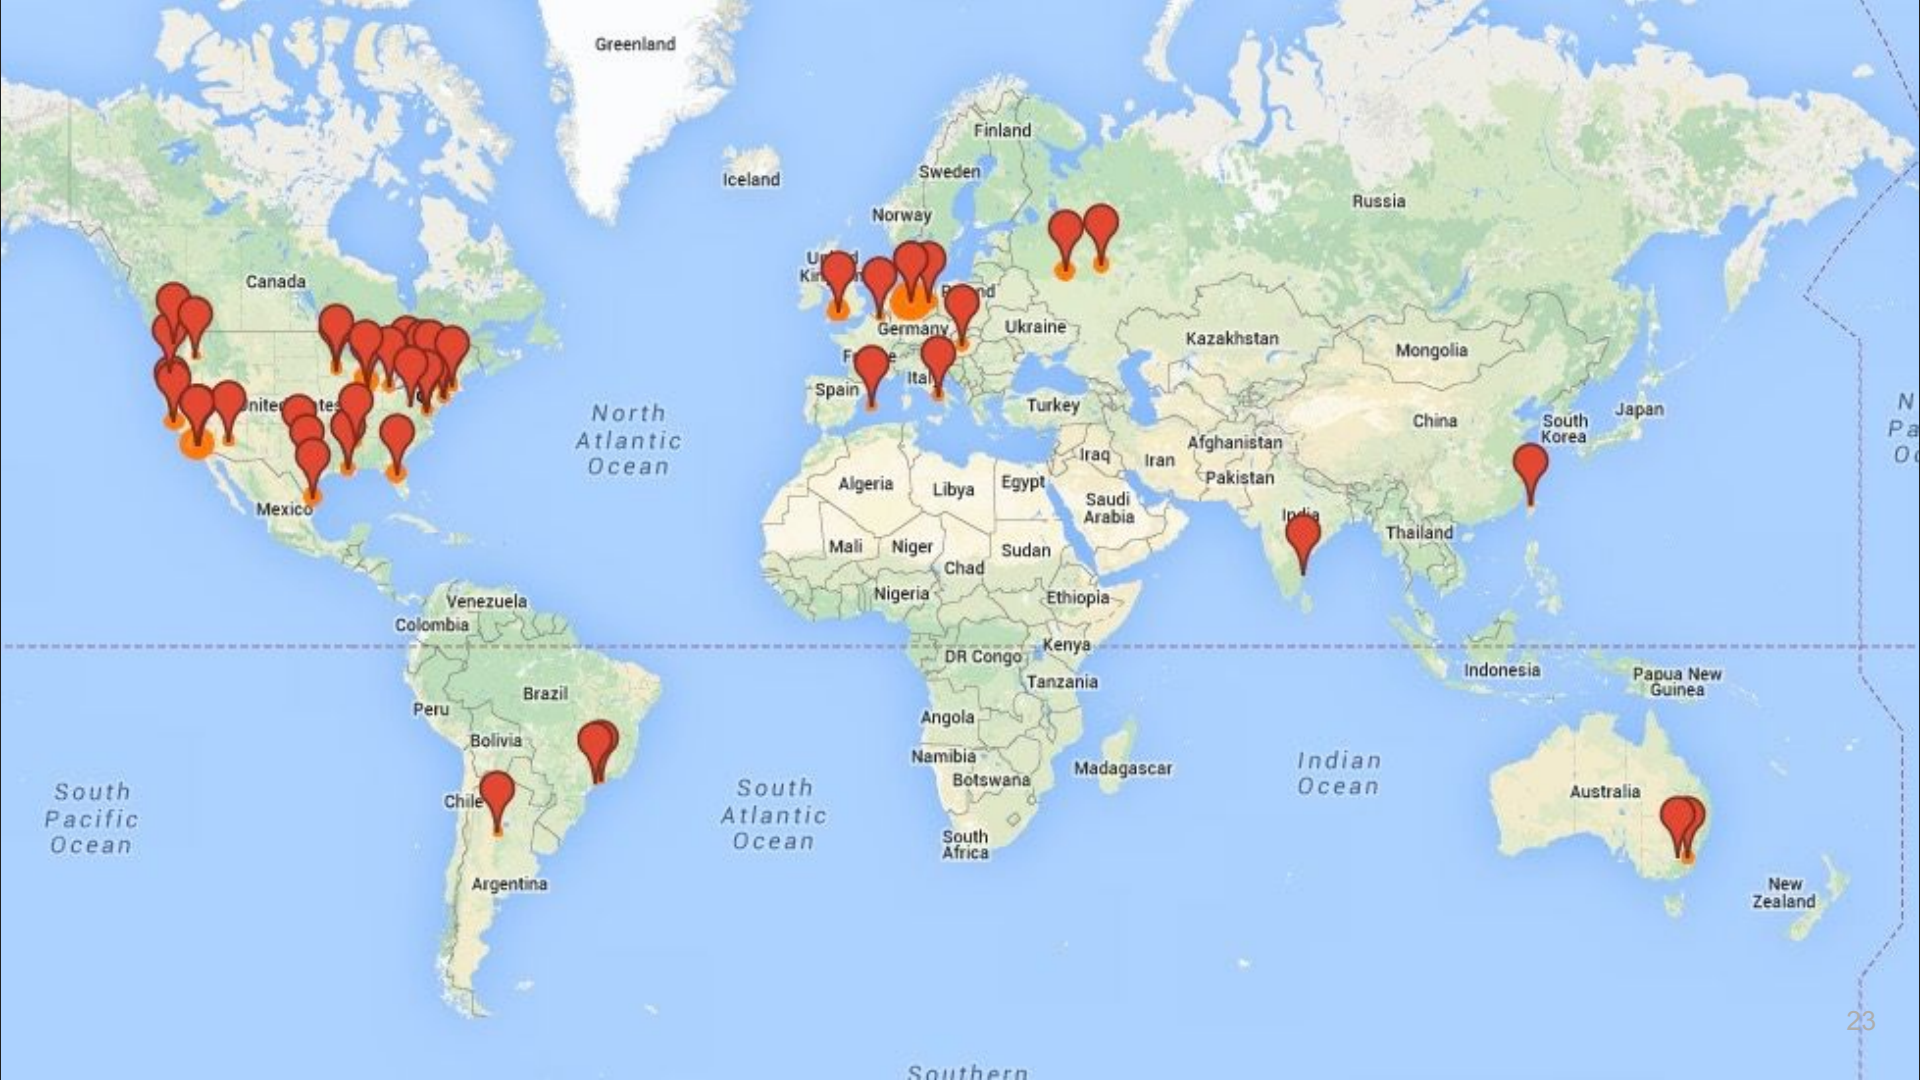 Greenland
Finland
Iceland
Sweden
Russia
Norway
Canada
Germany
Ukraine
Kazakhstan
Mongolia
Spain
Turkey
North
Atlantic
Ocean
Japan
China
South
Korea
Afghanistan
Iraq
Iran
Pakistan
Algeria
Libya
Egypt
Saudi
Arabia
Mexico
India
Thailand
Mali
Niger
Sudan
Chad
Nigeria
Ethiopia
Venezuela
Colombia
Kenya
DR Congo
Indonesia
Papua New
Guinea
Tanzania
Brazil
Peru
Angola
Bolivia
Namibia
Madagascar
Botswana
Indian
Ocean
South
Pacific
Ocean
Chile
South
Atlantic
Ocean
Australia
South
Africa
Argentina
New
Zealand
23
Southern